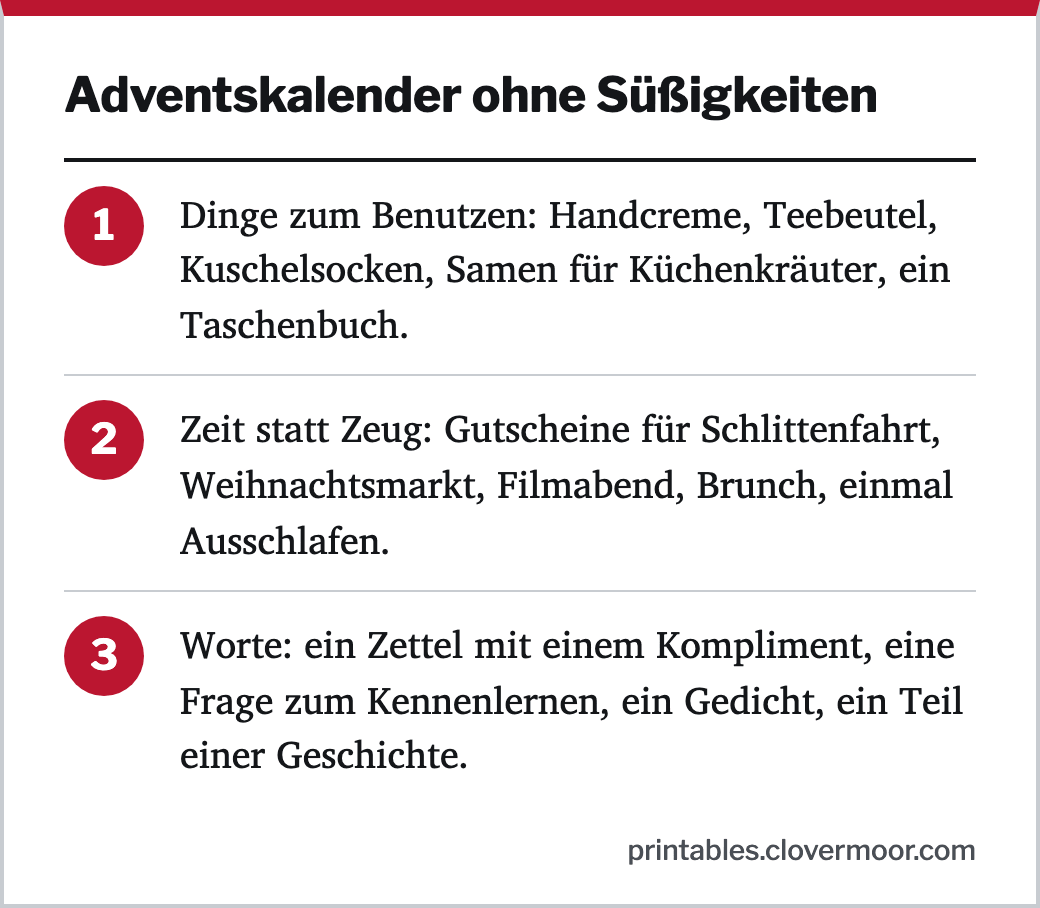 Adventskalender ohne Süßigkeiten
1
Dinge zum Benutzen: Handcreme, Teebeutel,
Kuschelsocken, Samen für Küchenkräuter, ein
Taschenbuch.
2
Zeit statt Zeug: Gutscheine für Schlittenfahrt,
Weihnachtsmarkt, Filmabend, Brunch, einmal
Ausschlafen.
3
Worte: ein Zettel mit einem Kompliment, eine
Frage zum Kennenlernen, ein Gedicht, ein Teil
einer Geschichte.
printables.clovermoor.com